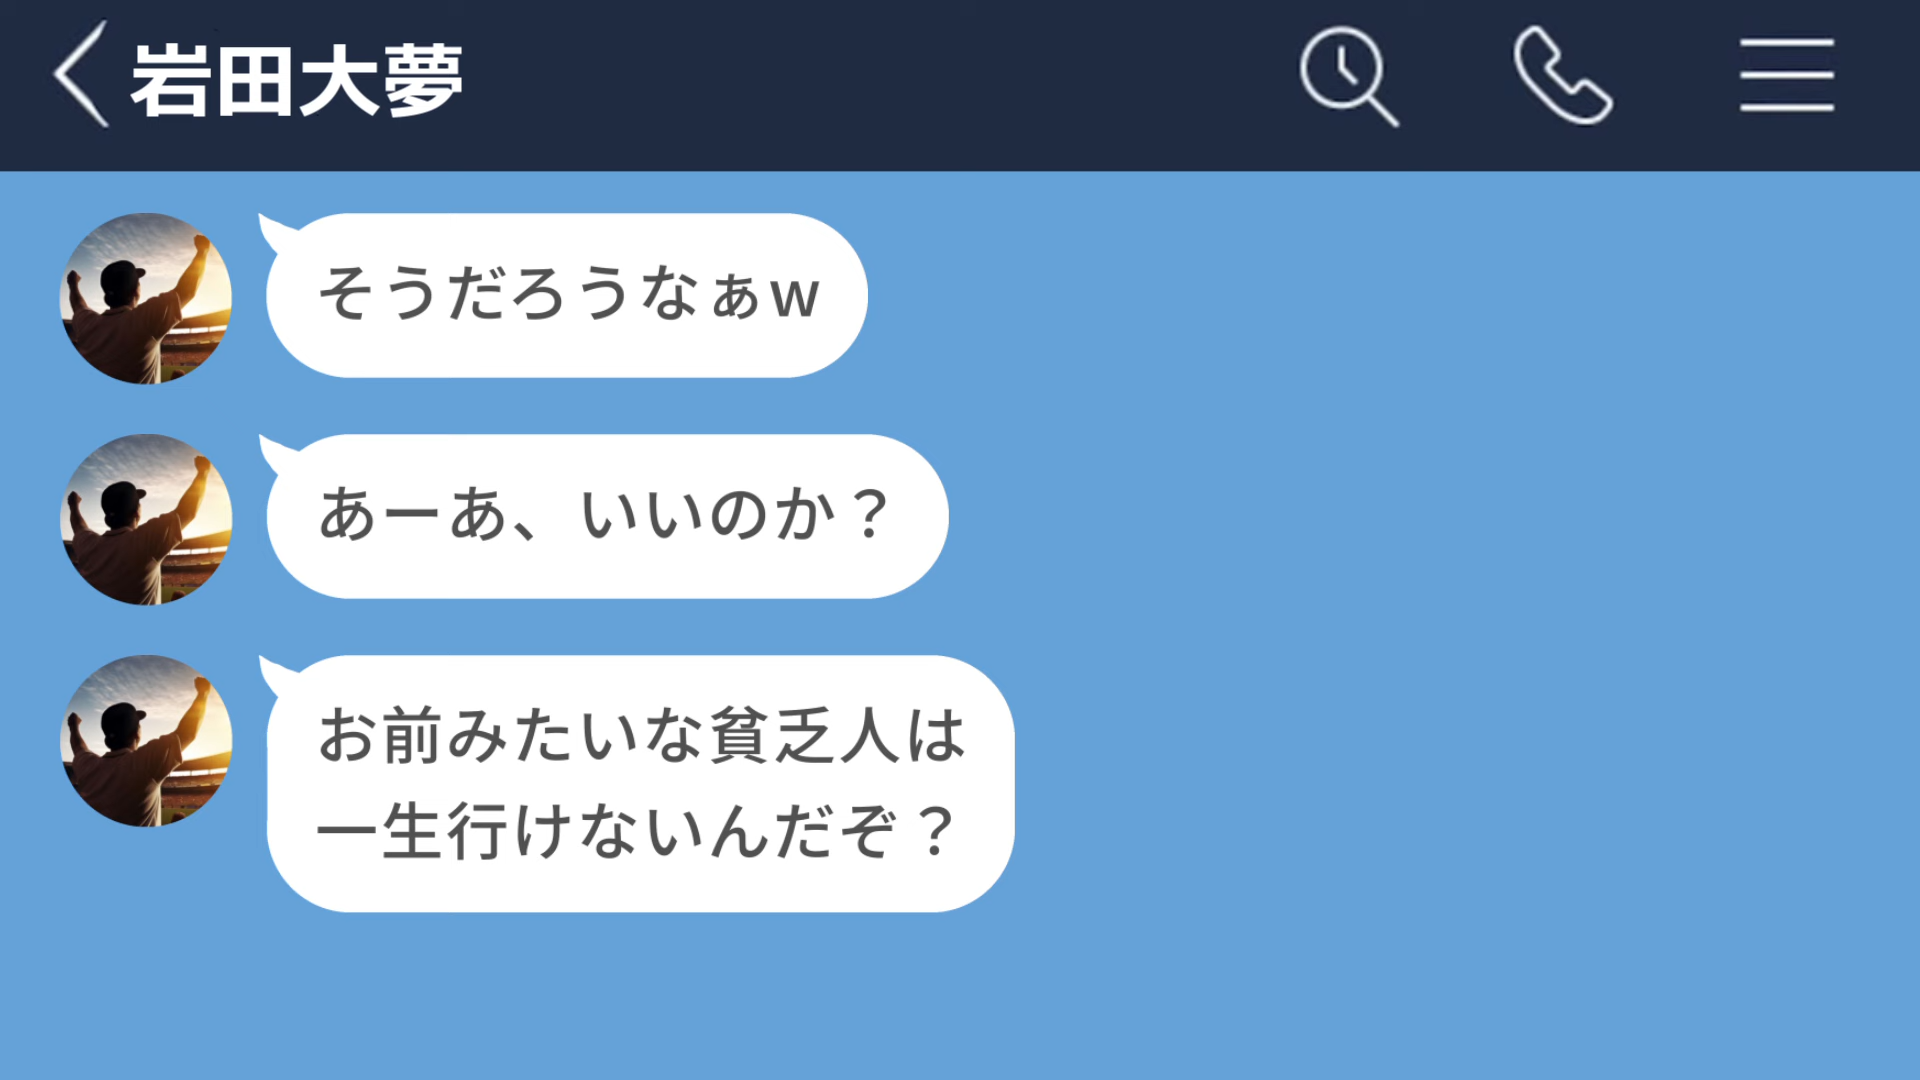 岩田大夢
そうだろうなぁw
あーあ、いいのか？
お前みたいな貧乏人は
一生行けないんだぞ？